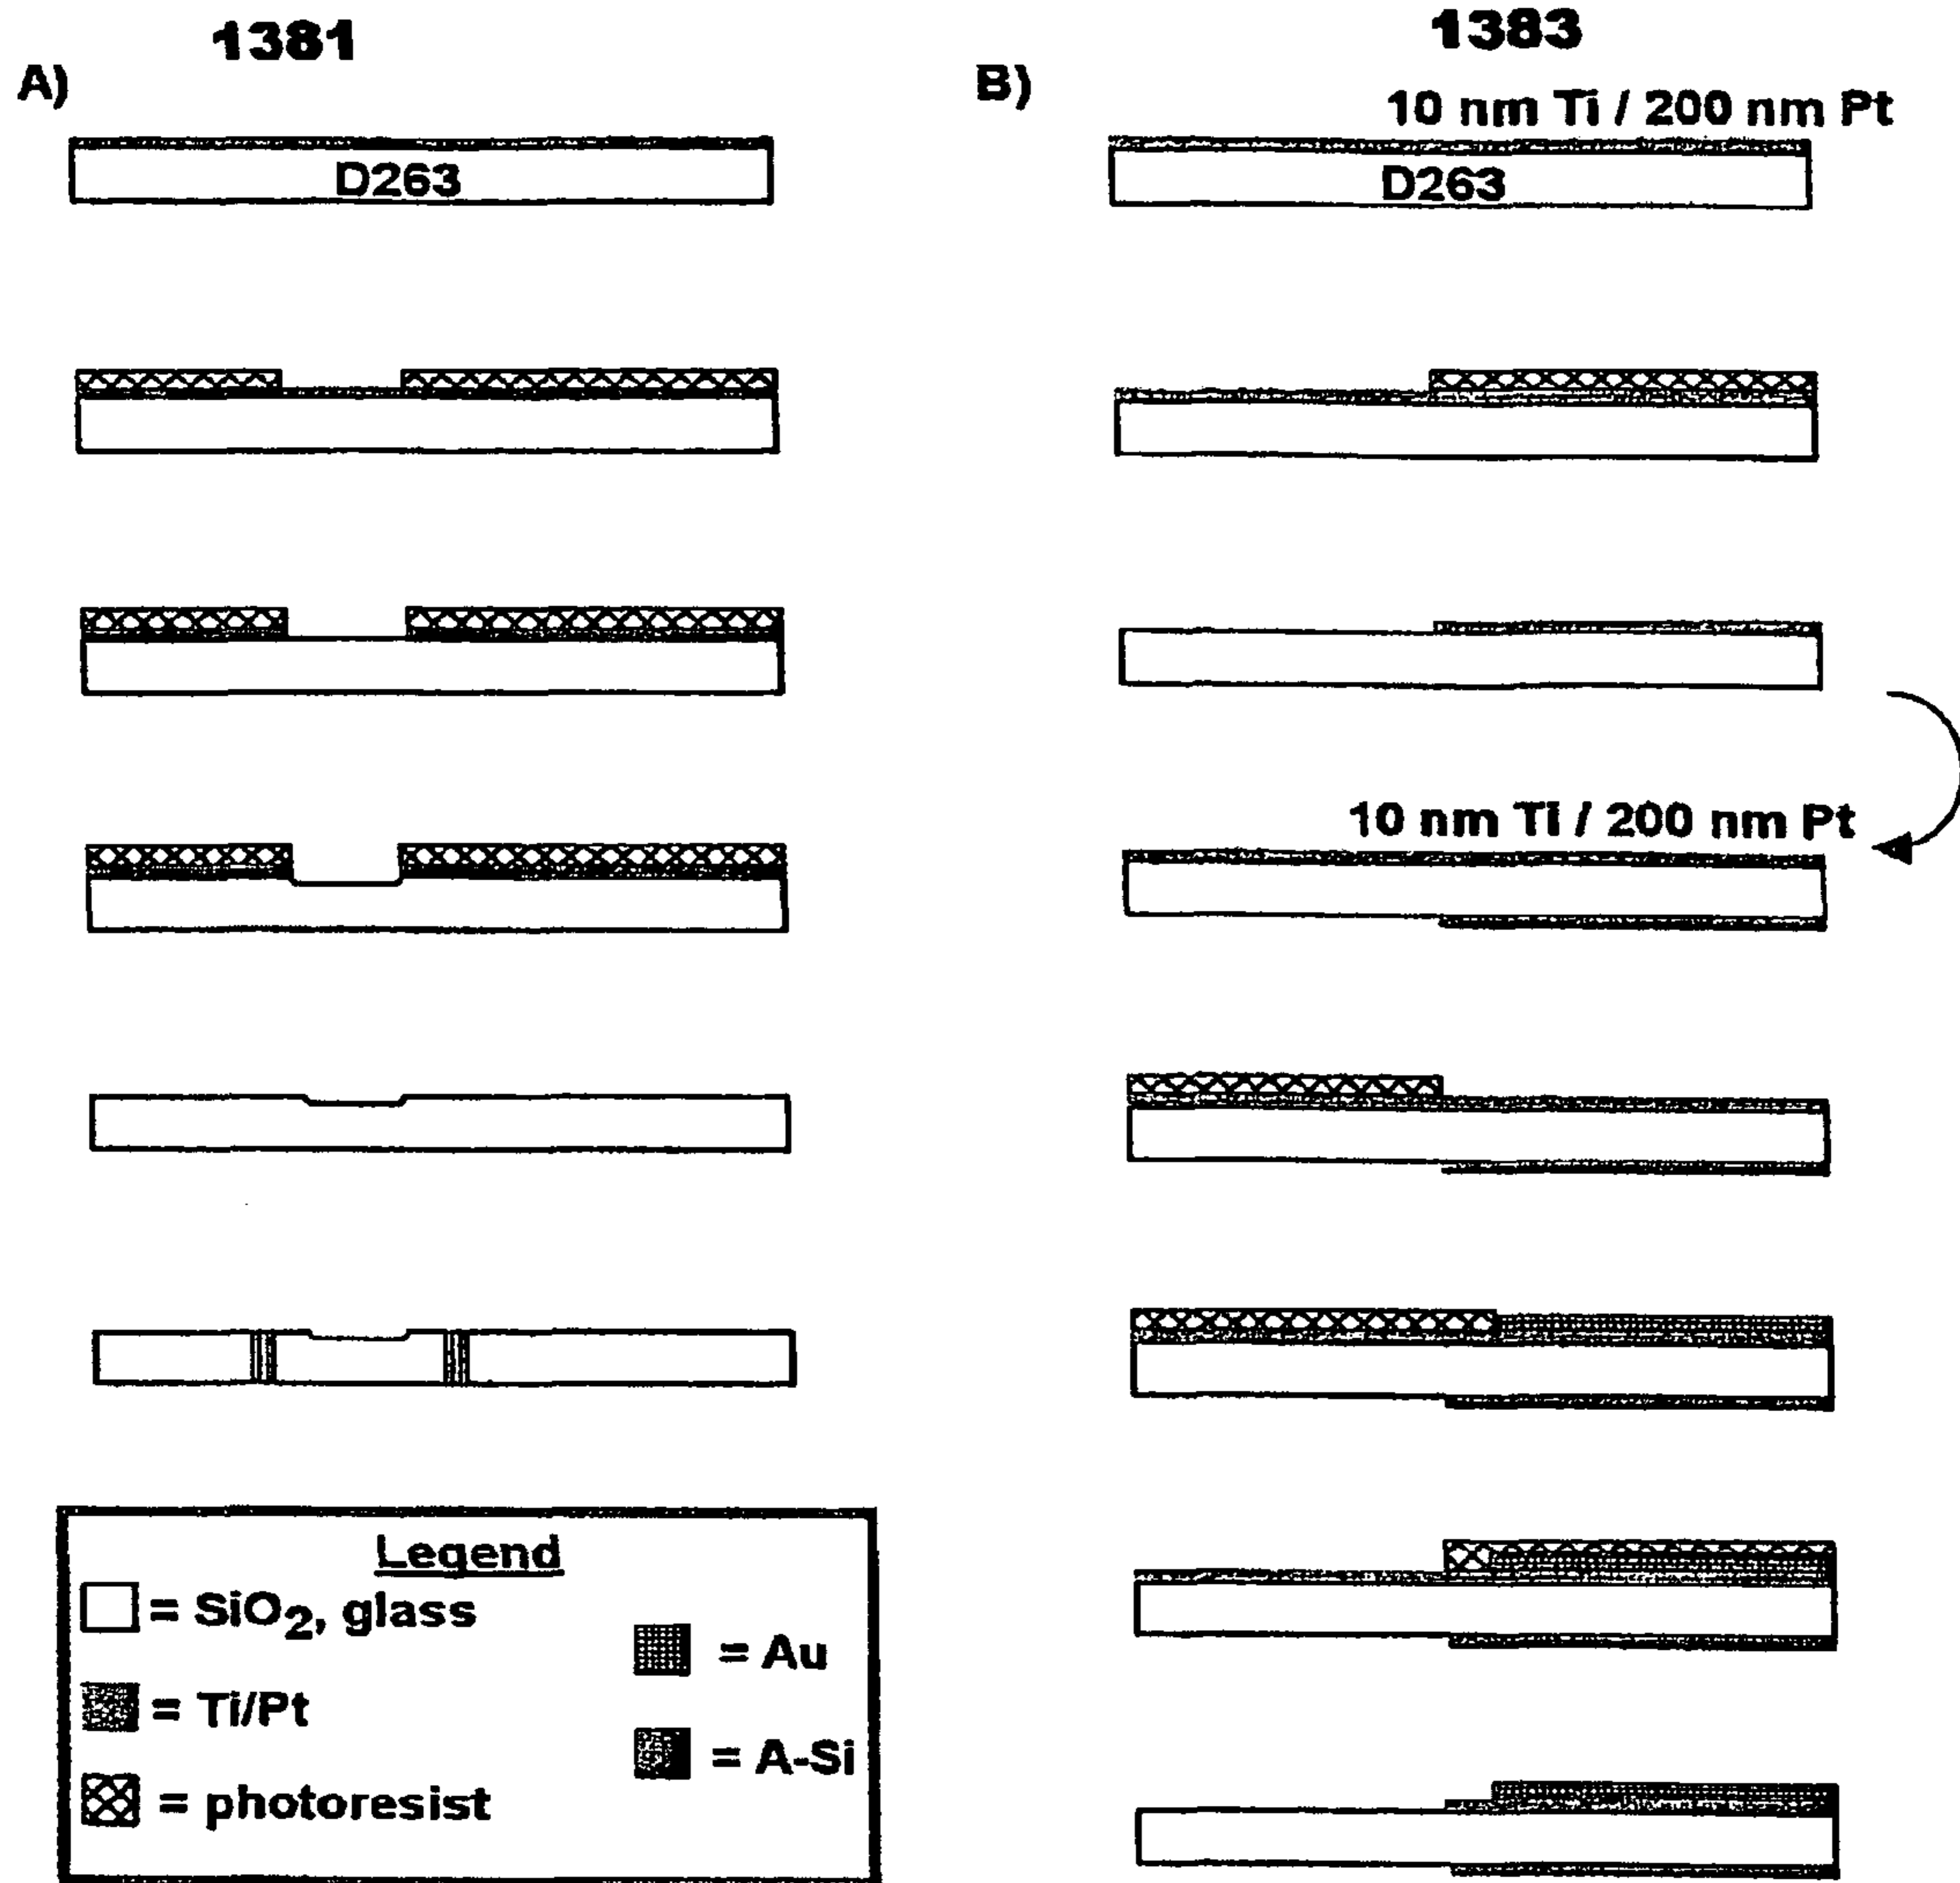 1381
A)
D263
1383
B)
10 nm Ti / 200 nm Pt
D263
10 nm Ti / 200 nm Pt
Legend
= SiO2, glass
= Ti/Pt
= photoresist
= Au
= A-Si